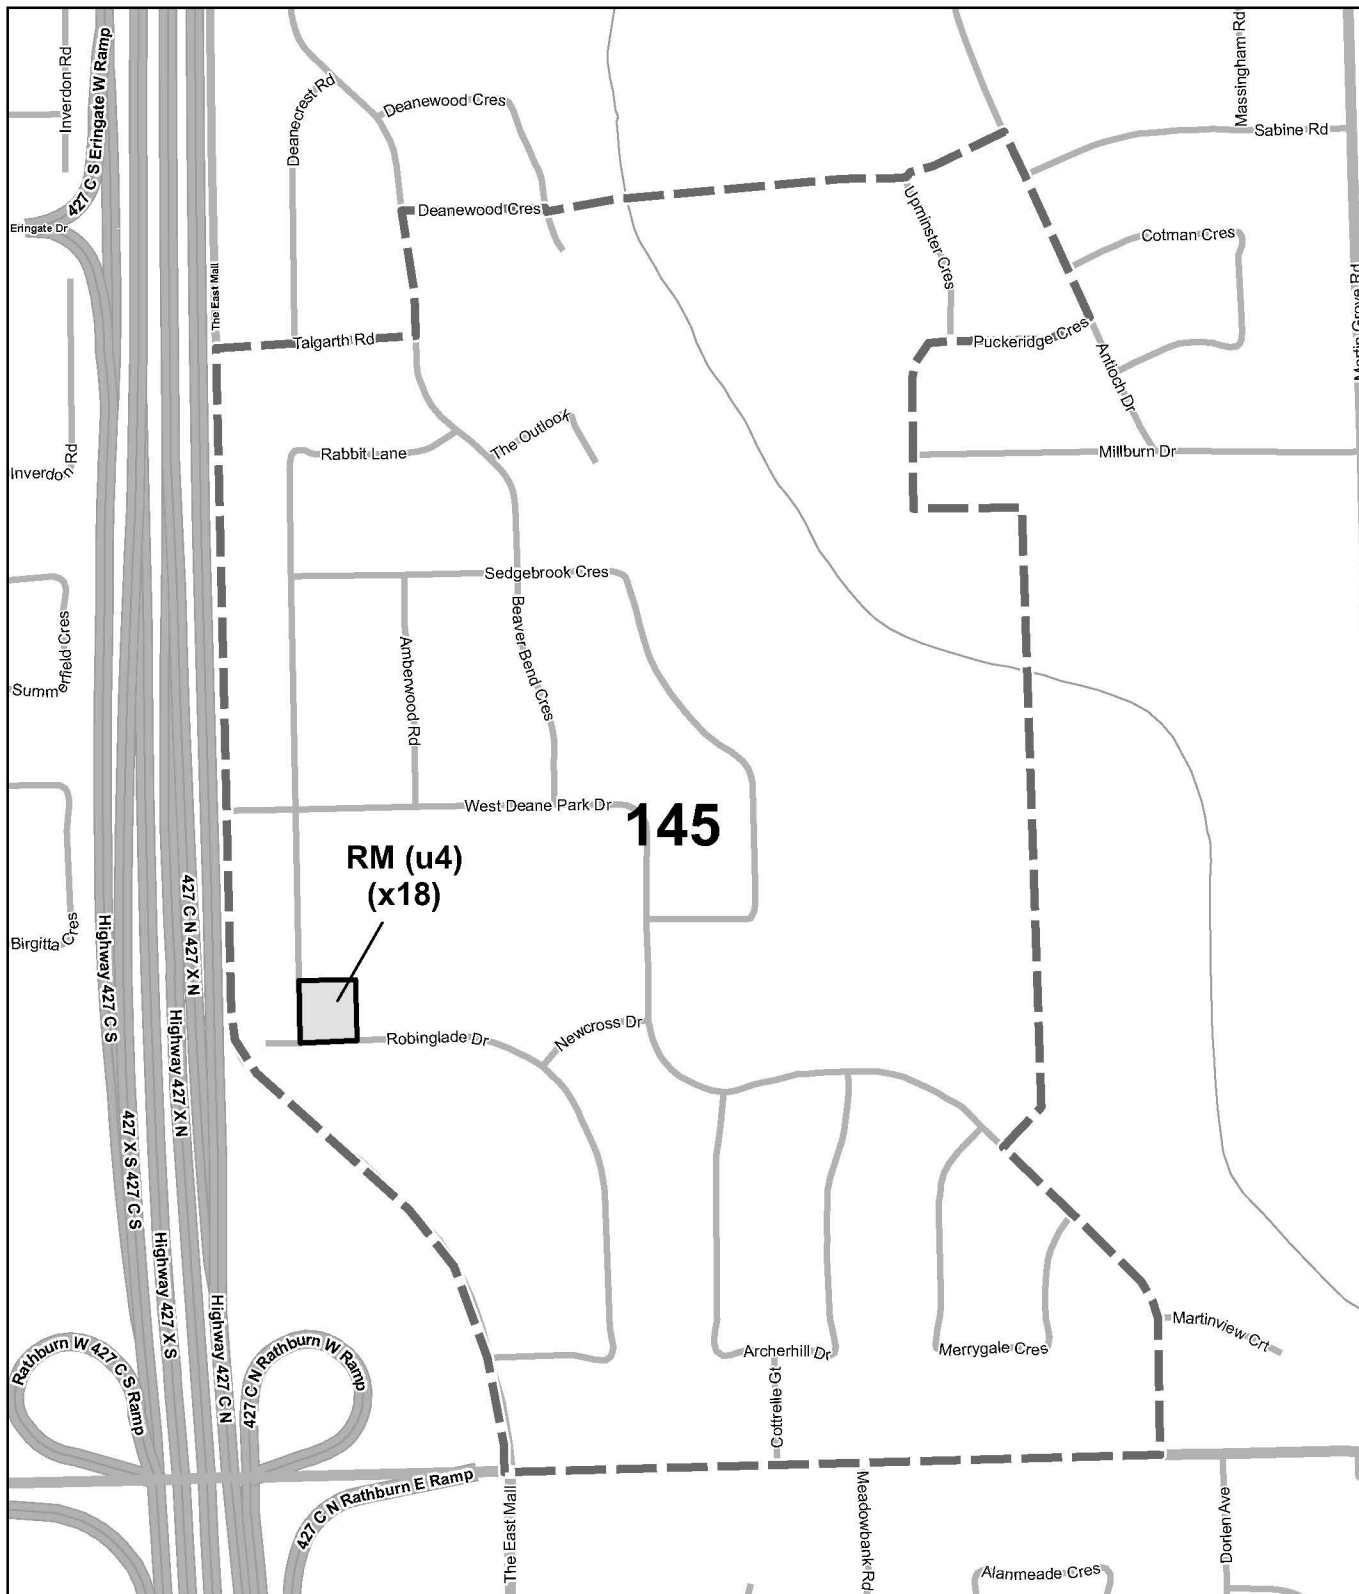 Inverdon Rd
427 C S Eringate W Ramp
Deanecrest Rd
Deanewood Cres
Massingham Rd
Sabine Rd
Eringate Dr
Deanewood Cres
Upminster Cres
Cotman Cres
The East Mall
Martin Grove Rd
Talgarth Rd
Puckeridge Cres
Antioch Dr
Inverdon Rd
Rabbit Lane
The Outlook
Millburn Dr
Sedgebrook Cres
Summerfield Cres
Amberwood Rd
Beaver Bend Cres
West Deane Park Dr
145
RM (u4)
(x18)
Birgitta Cres
Highway 427 C S
427 C N 427 X N
Highway 427 X N
Robinglade Dr
Newcross Dr
427 X S 427 C S
Highway 427 X S
Highway 427 C N
Rathburn W 427 C S Ramp
427 C N Rathburn W Ramp
Archerhill Dr
Merrygale Cres
Martinview Crt
Cottrelle Gt
427 C N Rathburn E Ramp
The East Mall
Meadowbank Rd
Dorlen Ave
Alanmeade Cres